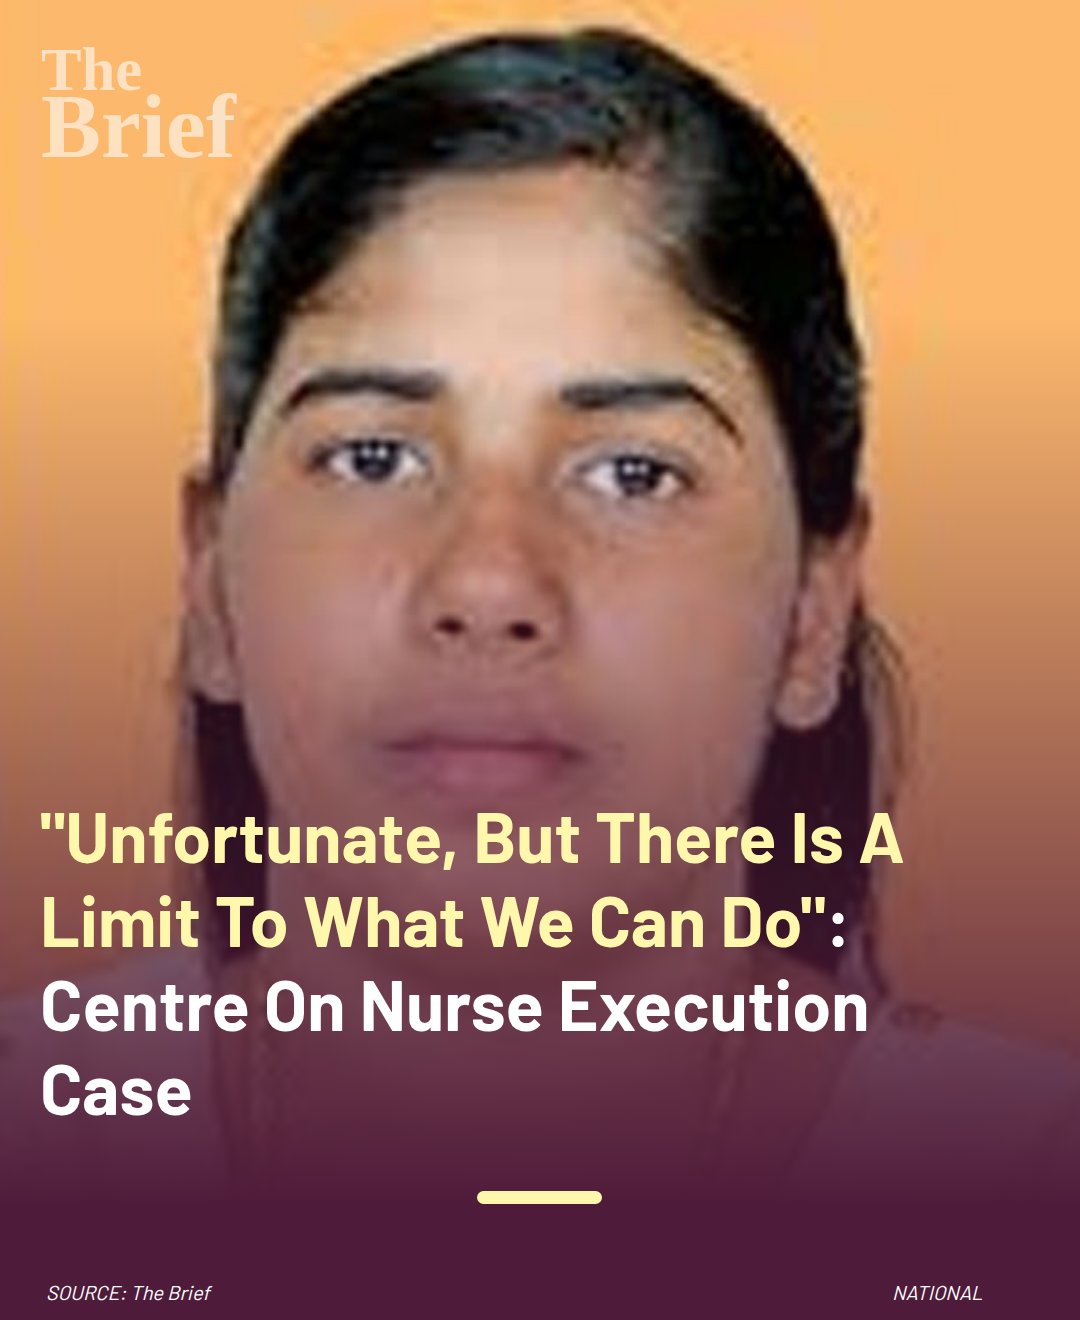 The
Brief
"Unfortunate, But There Is A
Limit To What We Can Do":
Centre On Nurse Execution
Case
SOURCE: The Brief
NATIONAL